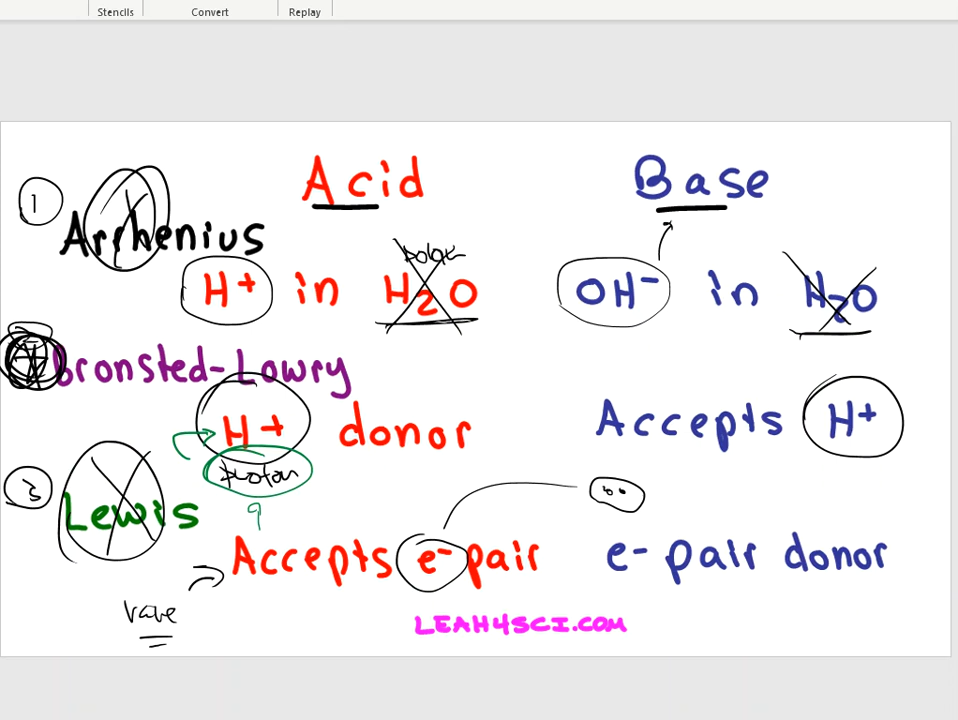 Stencils Convert Replay
Acid Base
1
Arrhenius
polar
H+ in H2O OH- in H2O
Bronsted-Lowry
H+ donor Accepts H+
proton
3
Lewis
Accepts e- pair e- pair donor
rare
LEAH4SCI.COM